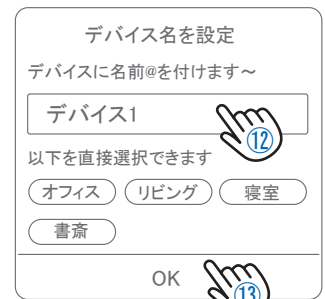 デバイス名を設定
デバイスに名前@を付けます～
デバイス1
⑫
以下を直接選択できます
オフィス リビング 寝室
書斎
OK
⑬